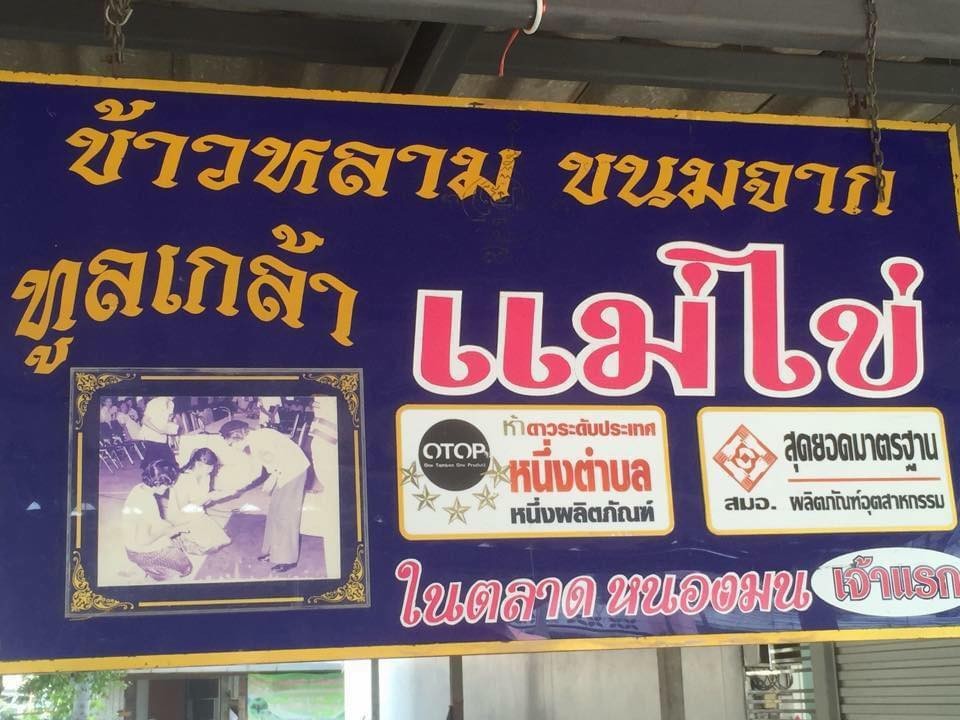 ข้าวหลาม ขนมจาก
ทูลเกล้า
แม่ไข่
OTOP
One Tambon One Product
ห้าดาวระดับประเทศ
หนึ่งตำบล
หนึ่งผลิตภัณฑ์
สุดยอดมาตรฐาน
สมอ. ผลิตภัณฑ์อุตสาหกรรม
ในตลาด หนองมน เจ้าแรก